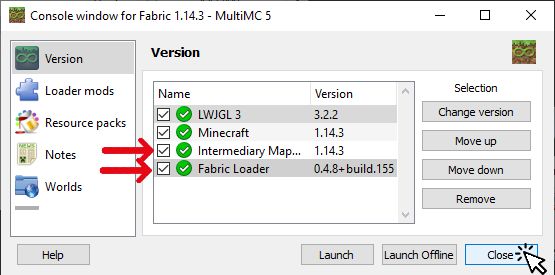 Console window for Fabric 1.14.3 - MultiMC 5
Version
Loader mods
Resource packs
Notes
Worlds
Version
Name Version
LWJGL 3 3.2.2
Minecraft 1.14.3
Intermediary Map... 1.14.3
Fabric Loader 0.4.8+build.155
Selection
Change version
Move up
Move down
Remove
Help
Launch
Launch Offline
Close